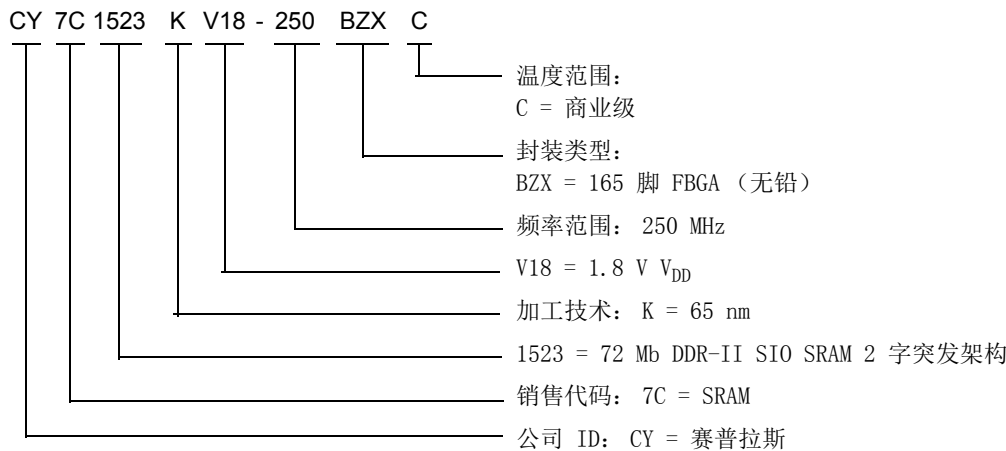 CY 7C 1523 K V18 - 250 BZX C
温度范围：
C = 商业级
封装类型：
BZX = 165 脚 FBGA （无铅）
频率范围： 250 MHz
V18 = 1.8 V VDD
加工技术： K = 65 nm
1523 = 72 Mb DDR-II SIO SRAM 2 字突发架构
销售代码： 7C = SRAM
公司 ID： CY = 赛普拉斯